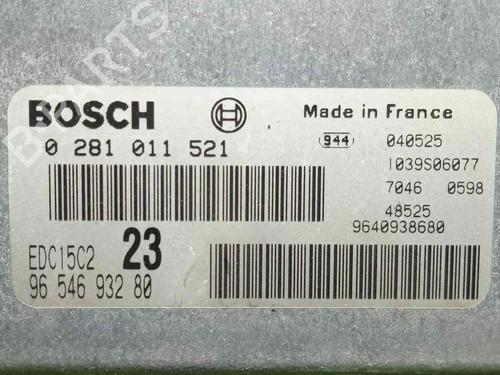 BOSCH
Made in France
0 281 011 521
944 040525
1039S06077
7046 0598
48525
9640938680
EDC15C2 23
96 546 932 80